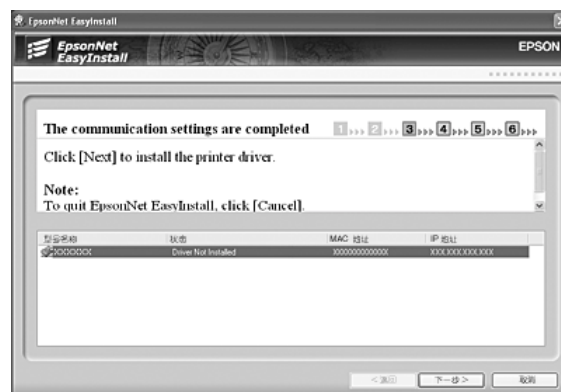 EpsonNet EasyInstall
EpsonNet
EasyInstall
EPSON
The communication settings are completed
1 2 3 4 5 6
Click [Next] to install the printer driver.
Note:
To quit EpsonNet EasyInstall, click [Cancel].
型号名称 状态 MAC 地址 IP 地址
XXXXXXX Driver Not Installed XXXXXXXXXXXX XXX.XXX.XXX.XXX
< 返回 下一步 > 取消